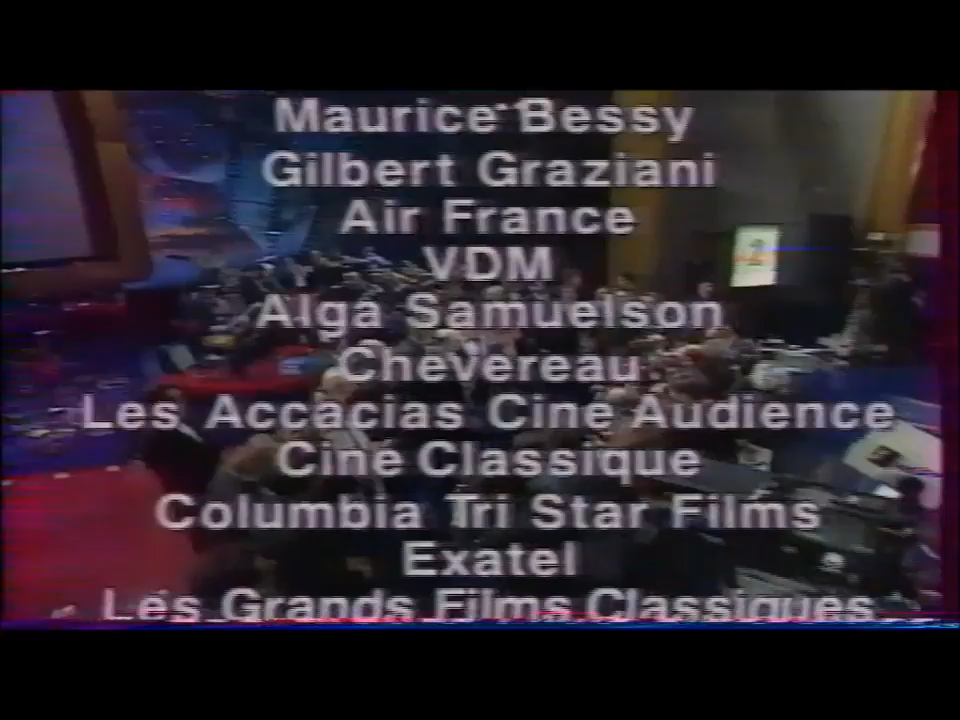 Maurice Bessy
Gilbert Graziani
Air France
VDM
Alga Samuelson
Chevereau
Les Accacias Ciné Audience
Ciné Classique
Columbia Tri Star Films
Exatel
Les Grands Films Classiques